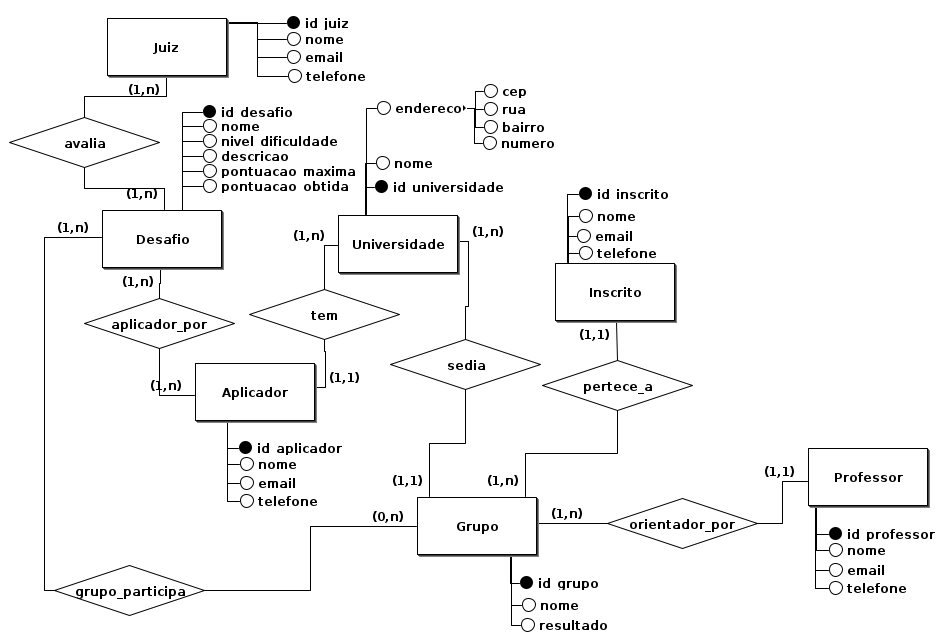 Juiz
id juiz
nome
email
telefone
(1,n)
avalia
(1,n)
id desafio
nome
nivel dificuldade
descricao
pontuacao maxima
pontuacao obtida
Desafio
(1,n)
(1,n)
aplicador_por
(1,n)
Aplicador
id aplicador
nome
email
telefone
endereco
cep
rua
bairro
numero
nome
id universidade
Universidade
(1,n)
tem
(1,1)
(1,n)
sedia
(1,1)
id inscrito
nome
email
telefone
Inscrito
(1,1)
pertece_a
(1,n)
Grupo
id grupo
nome
resultado
(0,n)
grupo_participa
(1,n)
orientador_por
(1,1)
Professor
id professor
nome
email
telefone